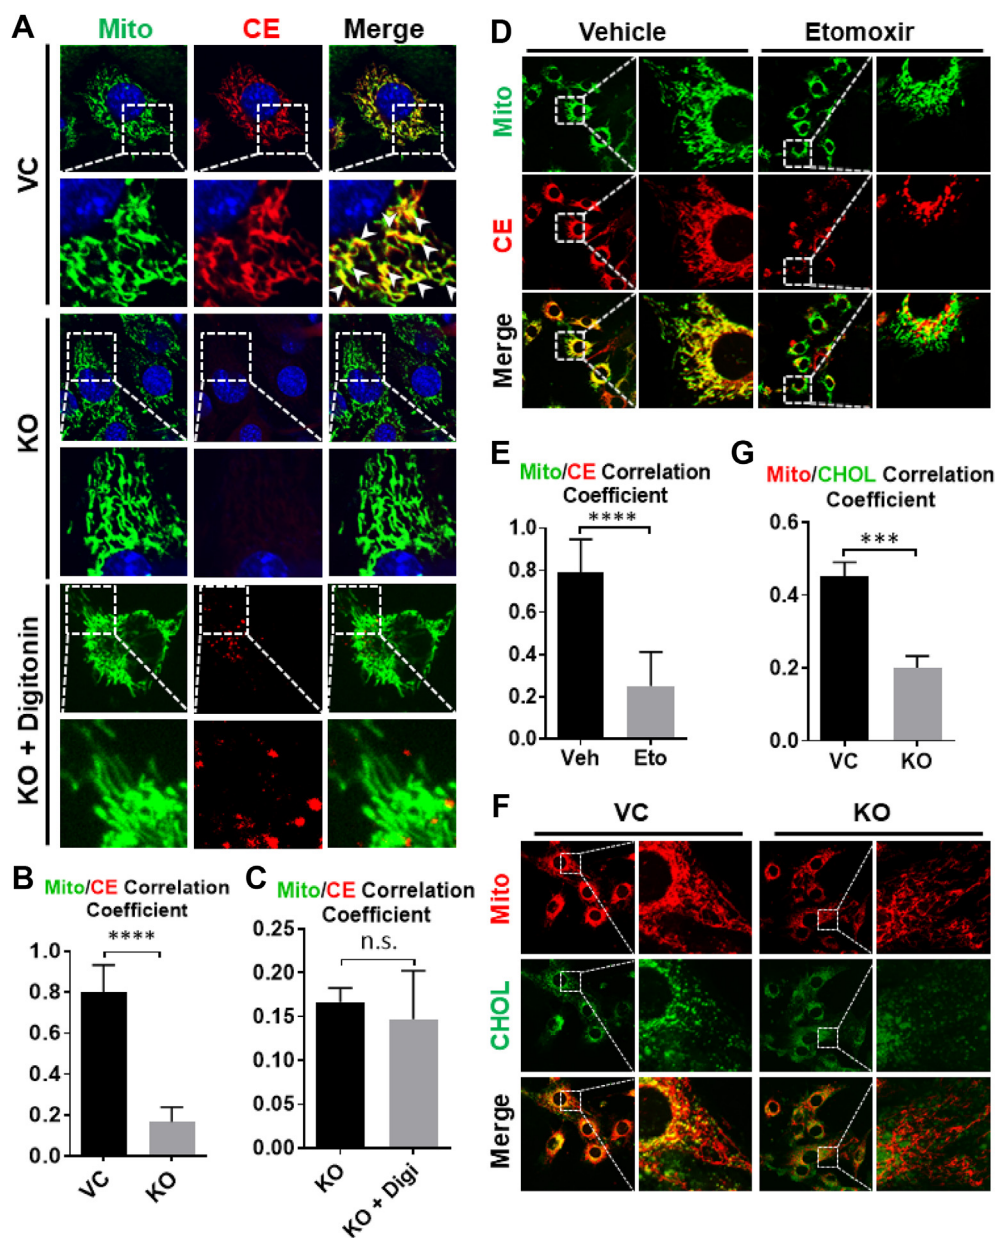 A
Mito CE Merge
VC
KO
KO + Digitonin
B
Mito/CE Correlation
Coefficient
****
1.0
0.8
0.6
0.4
0.2
0.0
VC KO
C
Mito/CE Correlation
Coefficient
n.s.
0.25
0.20
0.15
0.10
0.05
0.00
KO KO + Digi
D
Vehicle Etomoxir
Mito
CE
Merge
E
Mito/CE Correlation
Coefficient
****
1.0
0.8
0.6
0.4
0.2
0.0
Veh Eto
G
Mito/CHOL Correlation
Coefficient
***
0.6
0.4
0.2
0.0
VC KO
F
VC KO
Mito
CHOL
Merge